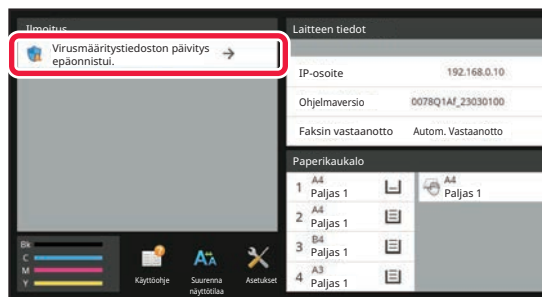 Ilmoitus
Virusmääritystiedoston päivitys
epäonnistui.
Laitteen tiedot
IP-osoite 192.168.0.10
Ohjelmaversio 0078Q1Af_23030100
Faksin vastaanotto Autom. Vastaanotto
Paperikaukalo
1 A4
Paljas 1
A4
Paljas 1
2 A4
Paljas 1
3 B4
Paljas 1
4 A3
Paljas 1
Bk
C
M
Y
Käyttöohje
Suurenna
näyttötilaa
Asetukset